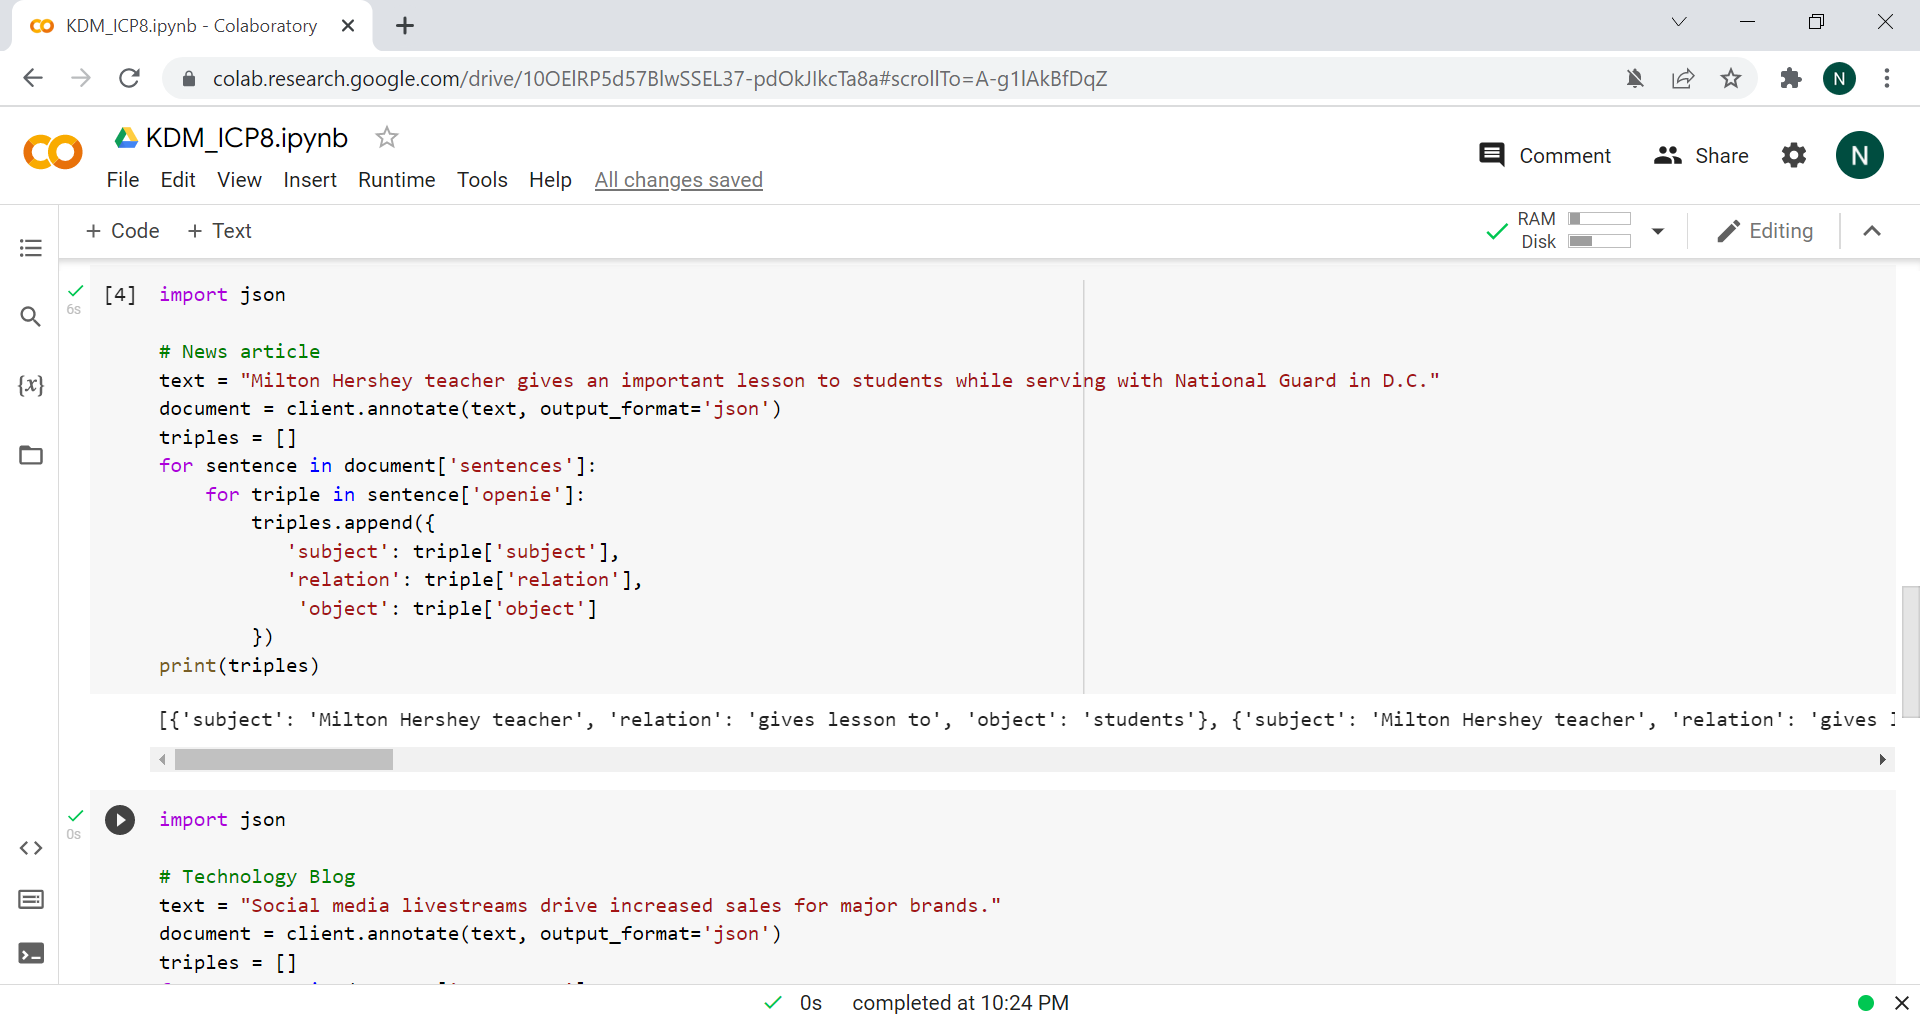 KDM_ICP8.ipynb - Colaboratory
colab.research.google.com/drive/10OElRP5d57BlwSSEL37-pdOkJIkcTa8a#scrollTo=A-g1lAkBfDqZ
N
KDM_ICP8.ipynb
File Edit View Insert Runtime Tools Help All changes saved
Comment Share N
+ Code + Text
RAM
Disk
Editing
6s
[4] import json
# News article
text = "Milton Hershey teacher gives an important lesson to students while serving with National Guard in D.C."
document = client.annotate(text, output_format='json')
triples = []
for sentence in document['sentences']:
    for triple in sentence['openie']:
        triples.append({
           'subject': triple['subject'],
           'relation': triple['relation'],
            'object': triple['object']
        })
print(triples)
[{'subject': 'Milton Hershey teacher', 'relation': 'gives lesson to', 'object': 'students'}, {'subject': 'Milton Hershey teacher', 'relation': 'gives
0s
import json
# Technology Blog
text = "Social media livestreams drive increased sales for major brands."
document = client.annotate(text, output_format='json')
triples = []
0s completed at 10:24 PM